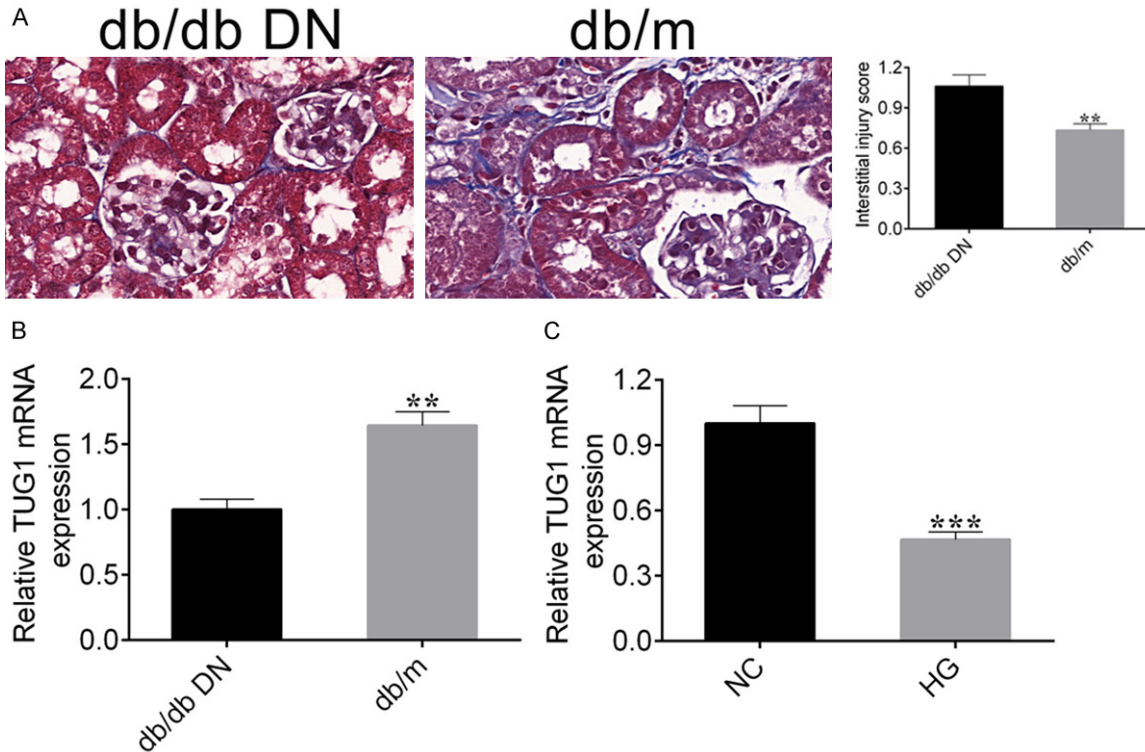 A
db/db DN
db/m
Interstitial injury score
1.2
0.9
0.6
0.3
0.0
**
db/db DN
db/m
B
Relative TUG1 mRNA
expression
2.0
1.5
1.0
0.5
0.0
**
db/db DN
db/m
C
Relative TUG1 mRNA
expression
1.2
0.9
0.6
0.3
0.0
***
NC
HG